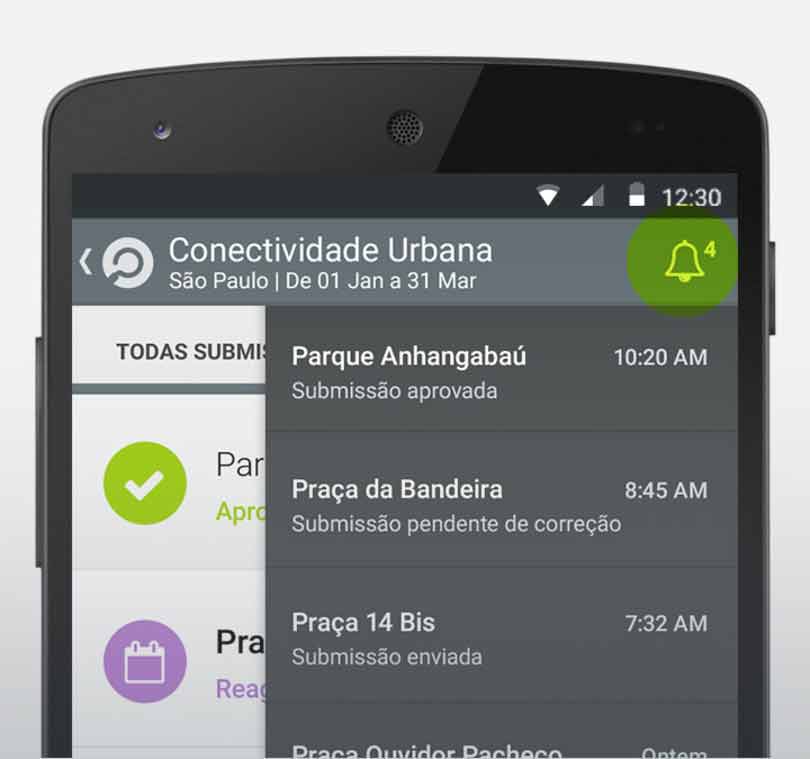 12:30
Conectividade Urbana
São Paulo | De 01 Jan a 31 Mar
4
TODAS SUBMIS
Parque Anhangabaú 10:20 AM
Submissão aprovada
Par
Apro
Praça da Bandeira 8:45 AM
Submissão pendente de correção
Praça 14 Bis 7:32 AM
Submissão enviada
Pra
Reag
Praça Ouvidor Pacheco Ontem